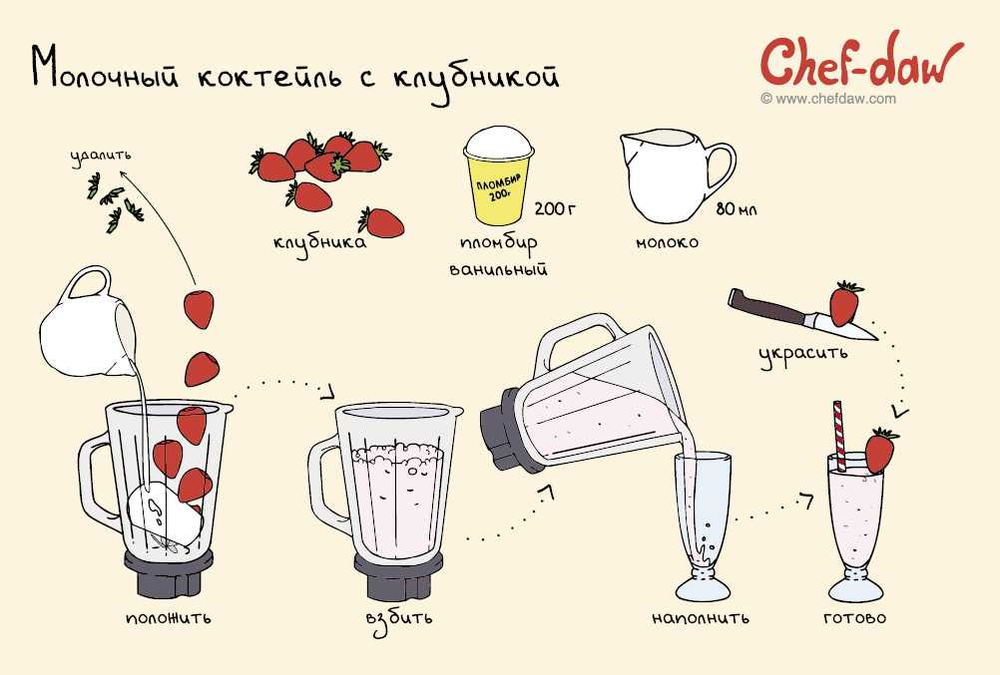 Молочный коктейль с клубникой
Chef-daw
© www.chefdaw.com
удалить
ПЛОМБИР
200г
200 г
80 мл
клубника
пломбир
ванильный
молоко
украсить
положить
взбить
наполнить
готово